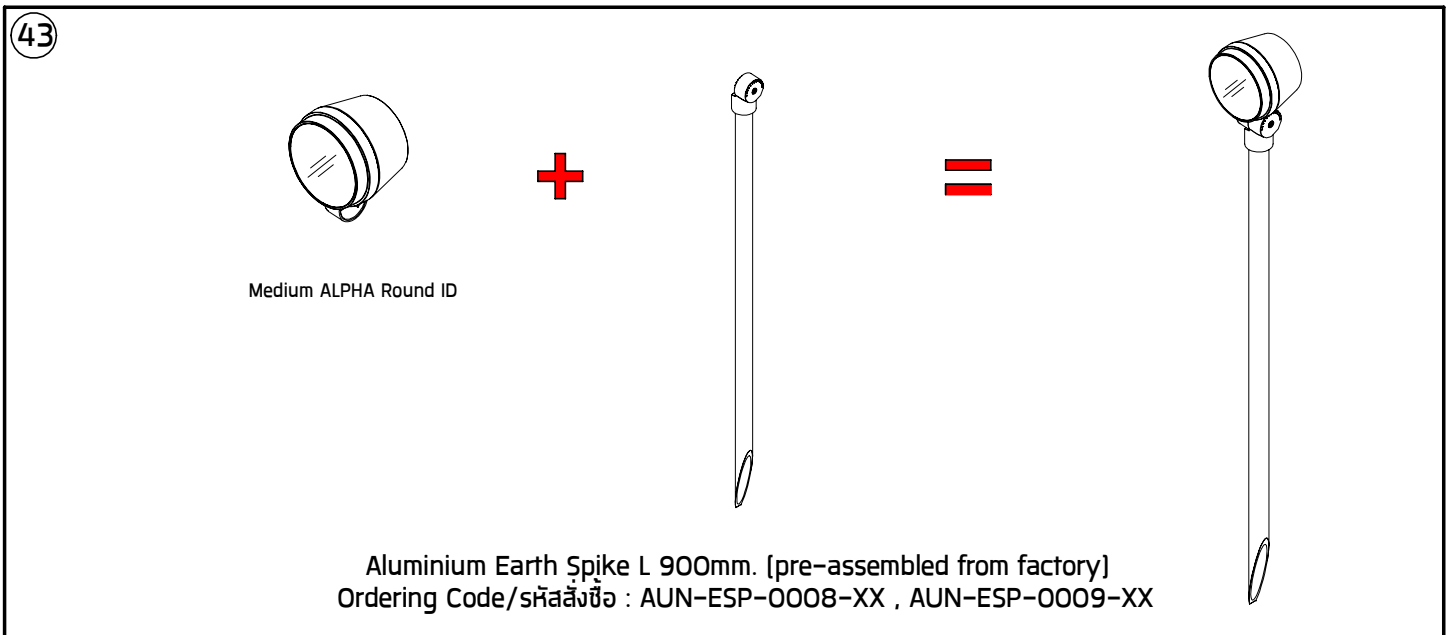 43
Medium ALPHA Round ID
Aluminium Earth Spike L 900mm. (pre-assembled from factory)
Ordering Code/รหัสสั่งซื้อ : AUN-ESP-0008-XX , AUN-ESP-0009-XX